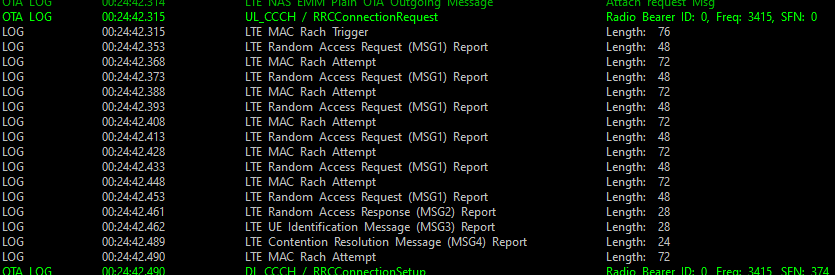 OTA LOG 00:24:42.314 LTE NAS EMM Plain OTA Outgoing Message Attach request Msg
OTA LOG 00:24:42.315 UL_CCCH / RRCConnectionRequest Radio Bearer ID: 0, Freq: 3415, SFN: 0
LOG 00:24:42.315 LTE MAC Rach Trigger Length: 76
LOG 00:24:42.353 LTE Random Access Request (MSG1) Report Length: 48
LOG 00:24:42.368 LTE MAC Rach Attempt Length: 72
LOG 00:24:42.373 LTE Random Access Request (MSG1) Report Length: 48
LOG 00:24:42.388 LTE MAC Rach Attempt Length: 72
LOG 00:24:42.393 LTE Random Access Request (MSG1) Report Length: 48
LOG 00:24:42.408 LTE MAC Rach Attempt Length: 72
LOG 00:24:42.413 LTE Random Access Request (MSG1) Report Length: 48
LOG 00:24:42.428 LTE MAC Rach Attempt Length: 72
LOG 00:24:42.433 LTE Random Access Request (MSG1) Report Length: 48
LOG 00:24:42.448 LTE MAC Rach Attempt Length: 72
LOG 00:24:42.453 LTE Random Access Request (MSG1) Report Length: 48
LOG 00:24:42.461 LTE Random Access Response (MSG2) Report Length: 28
LOG 00:24:42.462 LTE UE Identification Message (MSG3) Report Length: 28
LOG 00:24:42.489 LTE Contention Resolution Message (MSG4) Report Length: 24
LOG 00:24:42.490 LTE MAC Rach Attempt Length: 72
OTA LOG 00:24:42.490 DL_CCCH / RRCConnectionSetup Radio Bearer ID: 0, Freq: 3415, SFN: 374